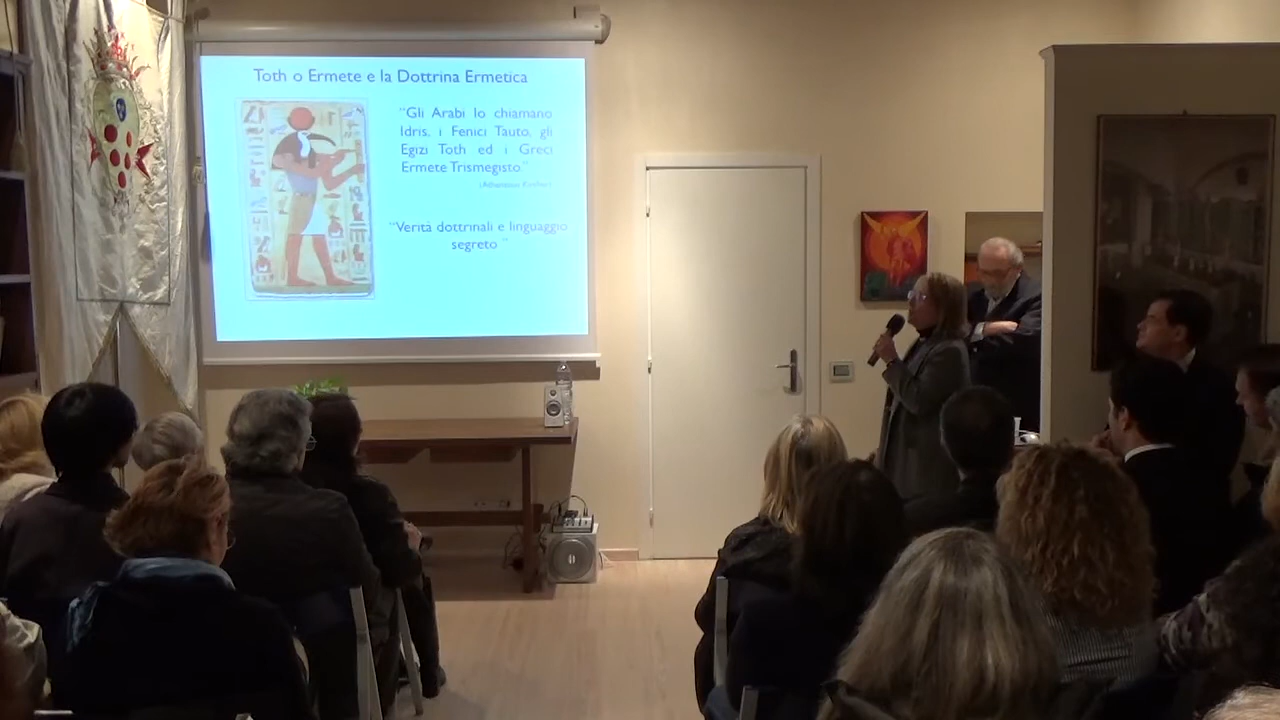 Toth o Ermete e la Dottrina Ermetica
“Gli Arabi lo chiamano
Idris, i Fenici Tauto, gli
Egizi Toth ed i Greci
Ermete Trismegisto.”
“Verità dottrinali e linguaggio
segreto ”